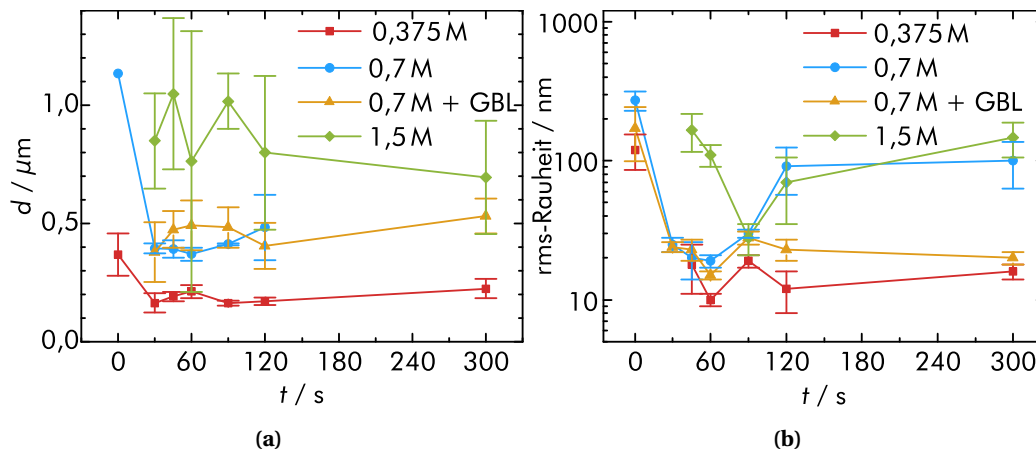 0,375 M
0,7 M
0,7 M + GBL
1,5 M
d / µm
1,0
0,5
0,0
0 60 120 180 240 300
t / s
(a)
0,375 M
0,7 M
0,7 M + GBL
1,5 M
rms-Rauheit / nm
1000
100
10
0 60 120 180 240 300
t / s
(b)